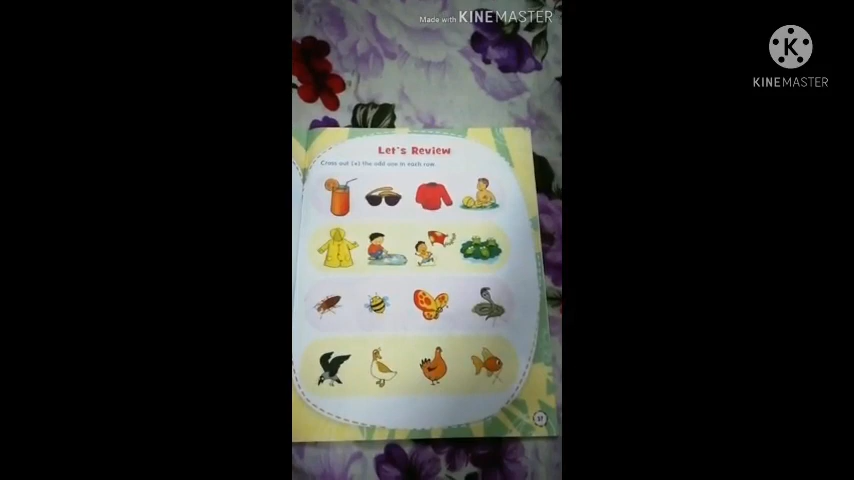 Made with KINEMASTER
KINEMASTER
Let's Review
Cross out (x) the odd one in each row.